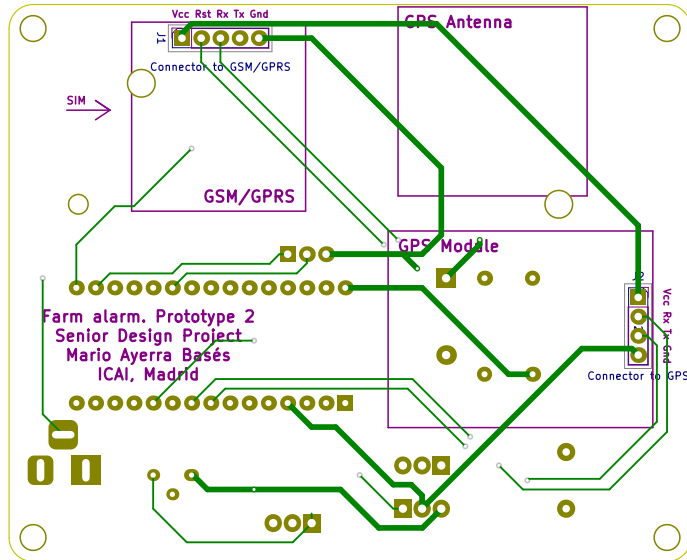 Vcc Rst Rx Tx Gnd
J1
Connector to GSM/GPRS
GPS Antenna
SIM
GSM/GPRS
GPS Module
Vcc Rx Tx Gnd
Connector to GPS
Farm alarm. Prototype 2
Senior Design Project
Mario Ayerra Basés
ICAI, Madrid